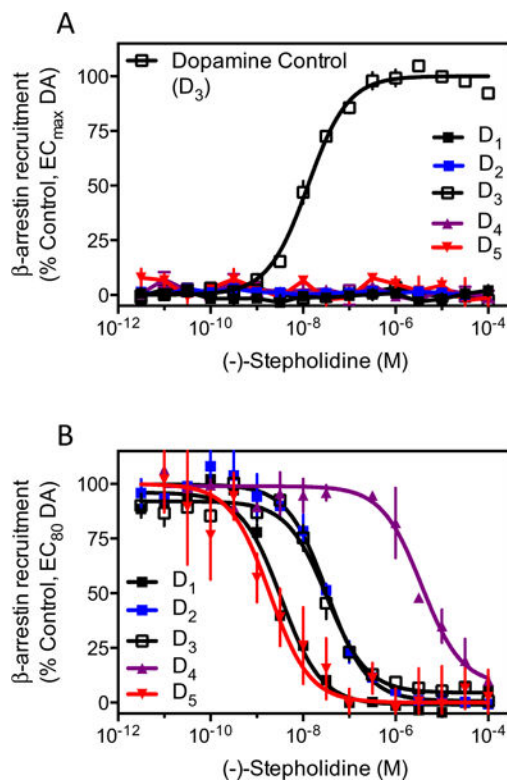 A
β-arrestin recruitment
(% Control, EC_max DA)
100
75
50
25
0
Dopamine Control
(D₃)
D₁
D₂
D₃
D₄
D₅
10⁻¹² 10⁻¹⁰ 10⁻⁸ 10⁻⁶ 10⁻⁴
(-)-Stepholidine (M)
B
β-arrestin recruitment
(% Control, EC₈₀ DA)
100
75
50
25
0
D₁
D₂
D₃
D₄
D₅
10⁻¹² 10⁻¹⁰ 10⁻⁸ 10⁻⁶ 10⁻⁴
(-)-Stepholidine (M)